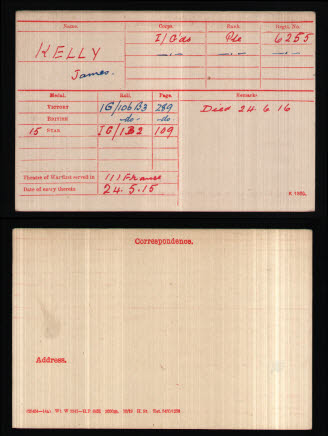 Name. Corps. Rank. Regtl. No.
KELLY I/Gds Pte 6255
James. —"— —"—
Medal. Roll. Page. Remarks.
VICTORY IG/106B3 289 Died 24.6.16
BRITISH -do- -do-
15 STAR IG/1B2 109
Theatre of War first served in III France
Date of entry therein 24.5.15
K 1380.
Correspondence.
Address.